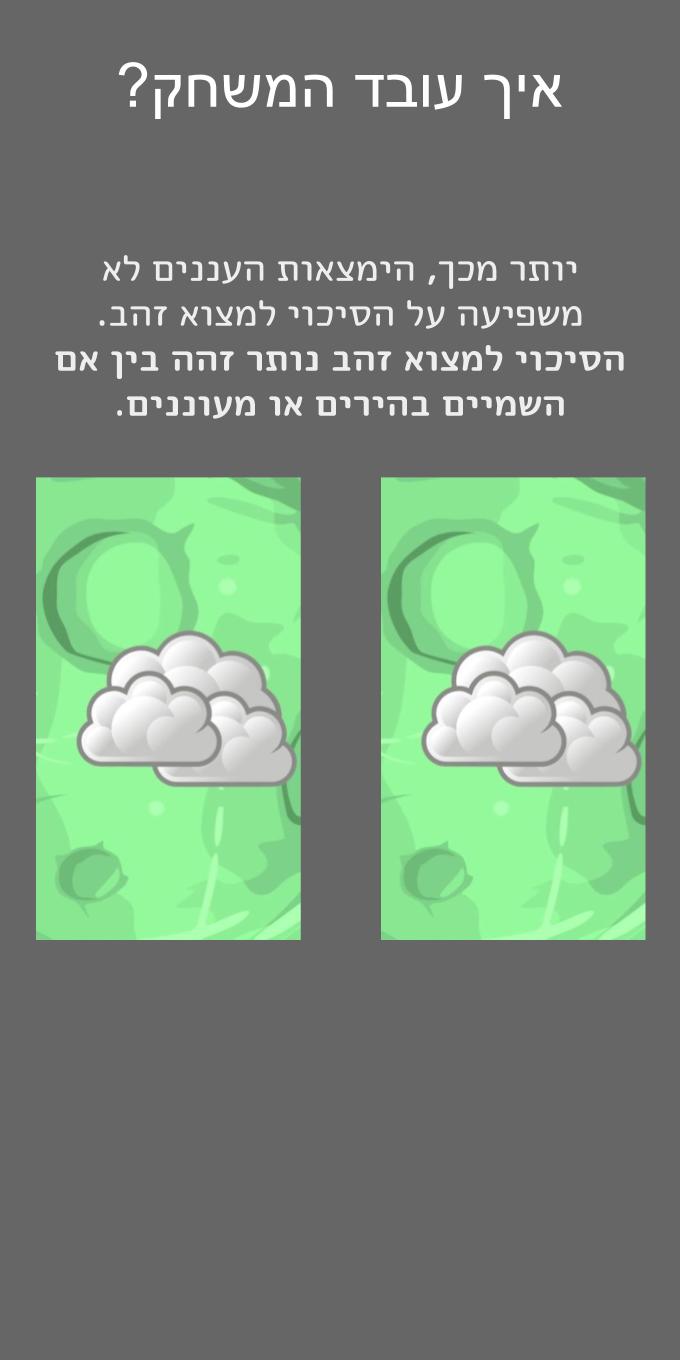 איך עובד המשחק?
יותר מכך, הימצאות העננים לא
משפיעה על הסיכוי למצוא זהב.
הסיכוי למצוא זהב נותר זהה בין אם
השמיים בהירים או מעוננים.